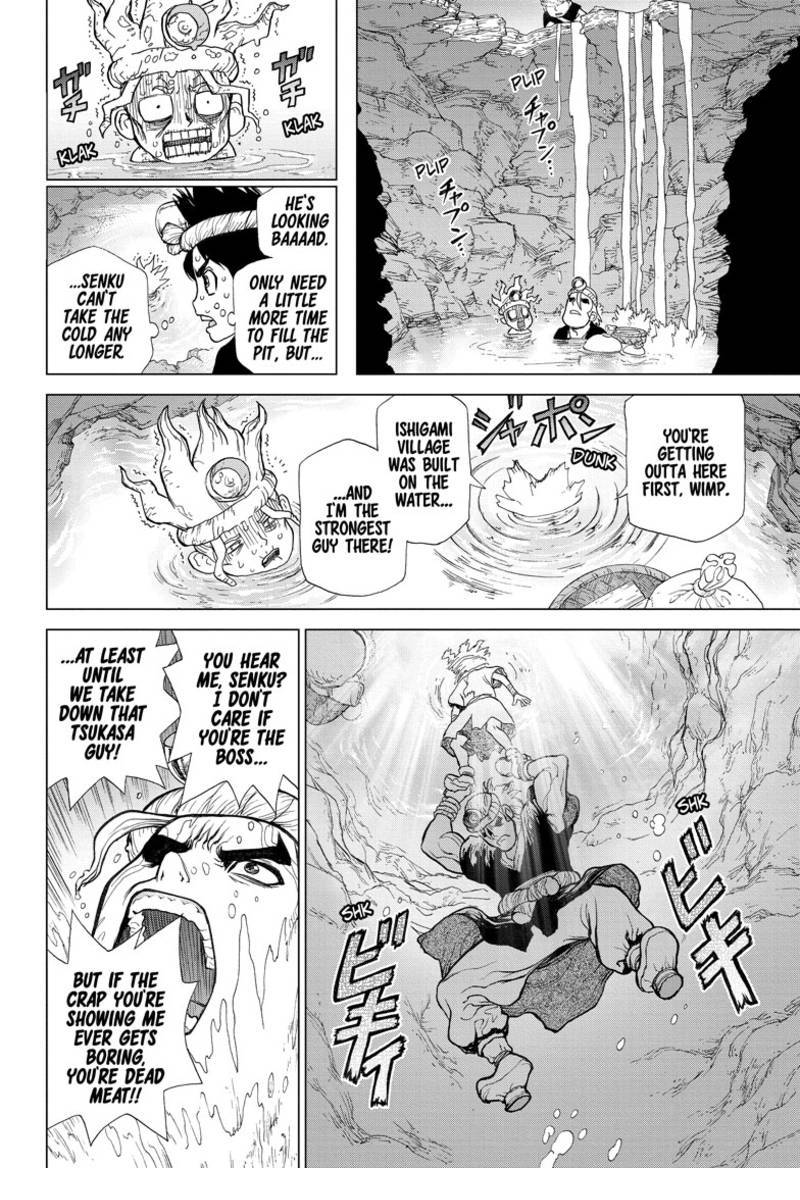 PLIP
チャプン…
PLIP
チャプン…
ガチ
KLAK
ガチ
KLAK
HE'S
LOOKING
BAAAAD.
ONLY NEED
A LITTLE
MORE TIME
TO FILL THE
PIT, BUT...
...SENKU
CAN'T
TAKE THE
COLD ANY
LONGER.
YOU'RE
GETTING
OUTTA HERE
FIRST, WIMP.
ジャポン
DUNK
ISHIGAMI
VILLAGE
WAS BUILT
ON THE
WATER...
...AND
I'M THE
STRONGEST
GUY THERE!
SHK
ビキィ
SHK
ビキィ
YOU HEAR
ME, SENKU?
I DON'T
CARE IF
YOU'RE THE
BOSS...
...AT LEAST
UNTIL
WE TAKE
DOWN THAT
TSUKASA
GUY!
BUT IF THE
CRAP YOU'RE
SHOWING ME
EVER GETS
BORING,
YOU'RE DEAD
MEAT!!